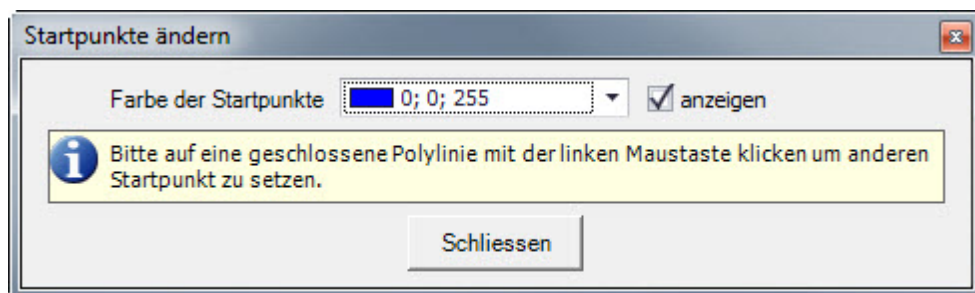 Startpunkte ändern
Farbe der Startpunkte 0; 0; 255 anzeigen
Bitte auf eine geschlossene Polylinie mit der linken Maustaste klicken um anderen
Startpunkt zu setzen.
Schliessen